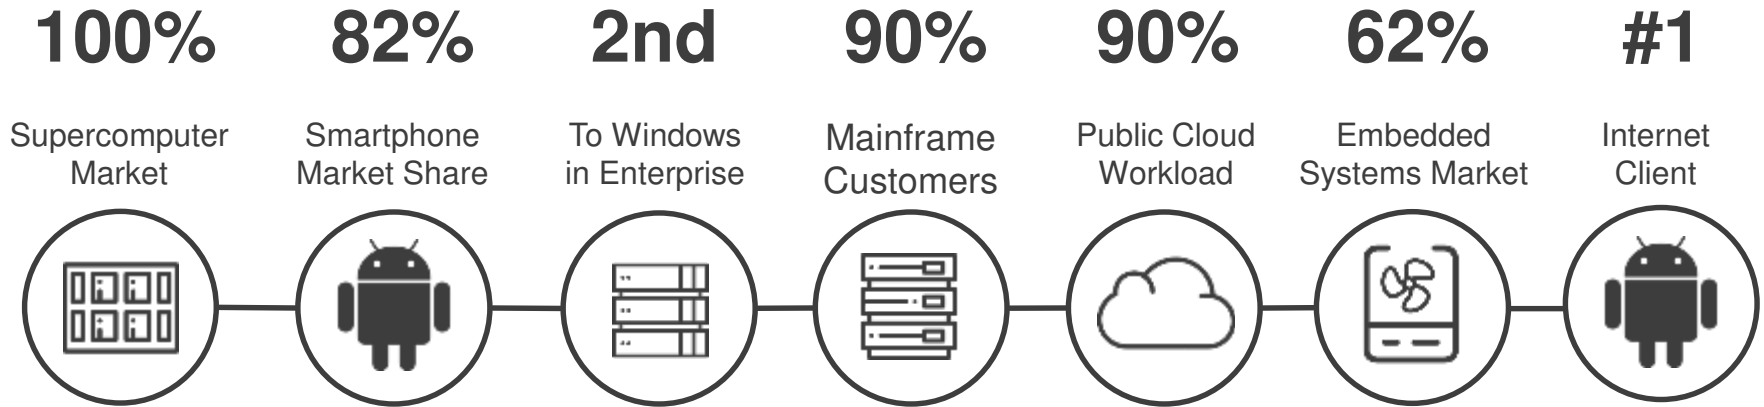 100%
82%
2nd
90%
90%
62%
#1
Supercomputer
Market
Smartphone
Market Share
To Windows
in Enterprise
Mainframe
Customers
Public Cloud
Workload
Embedded
Systems Market
Internet
Client